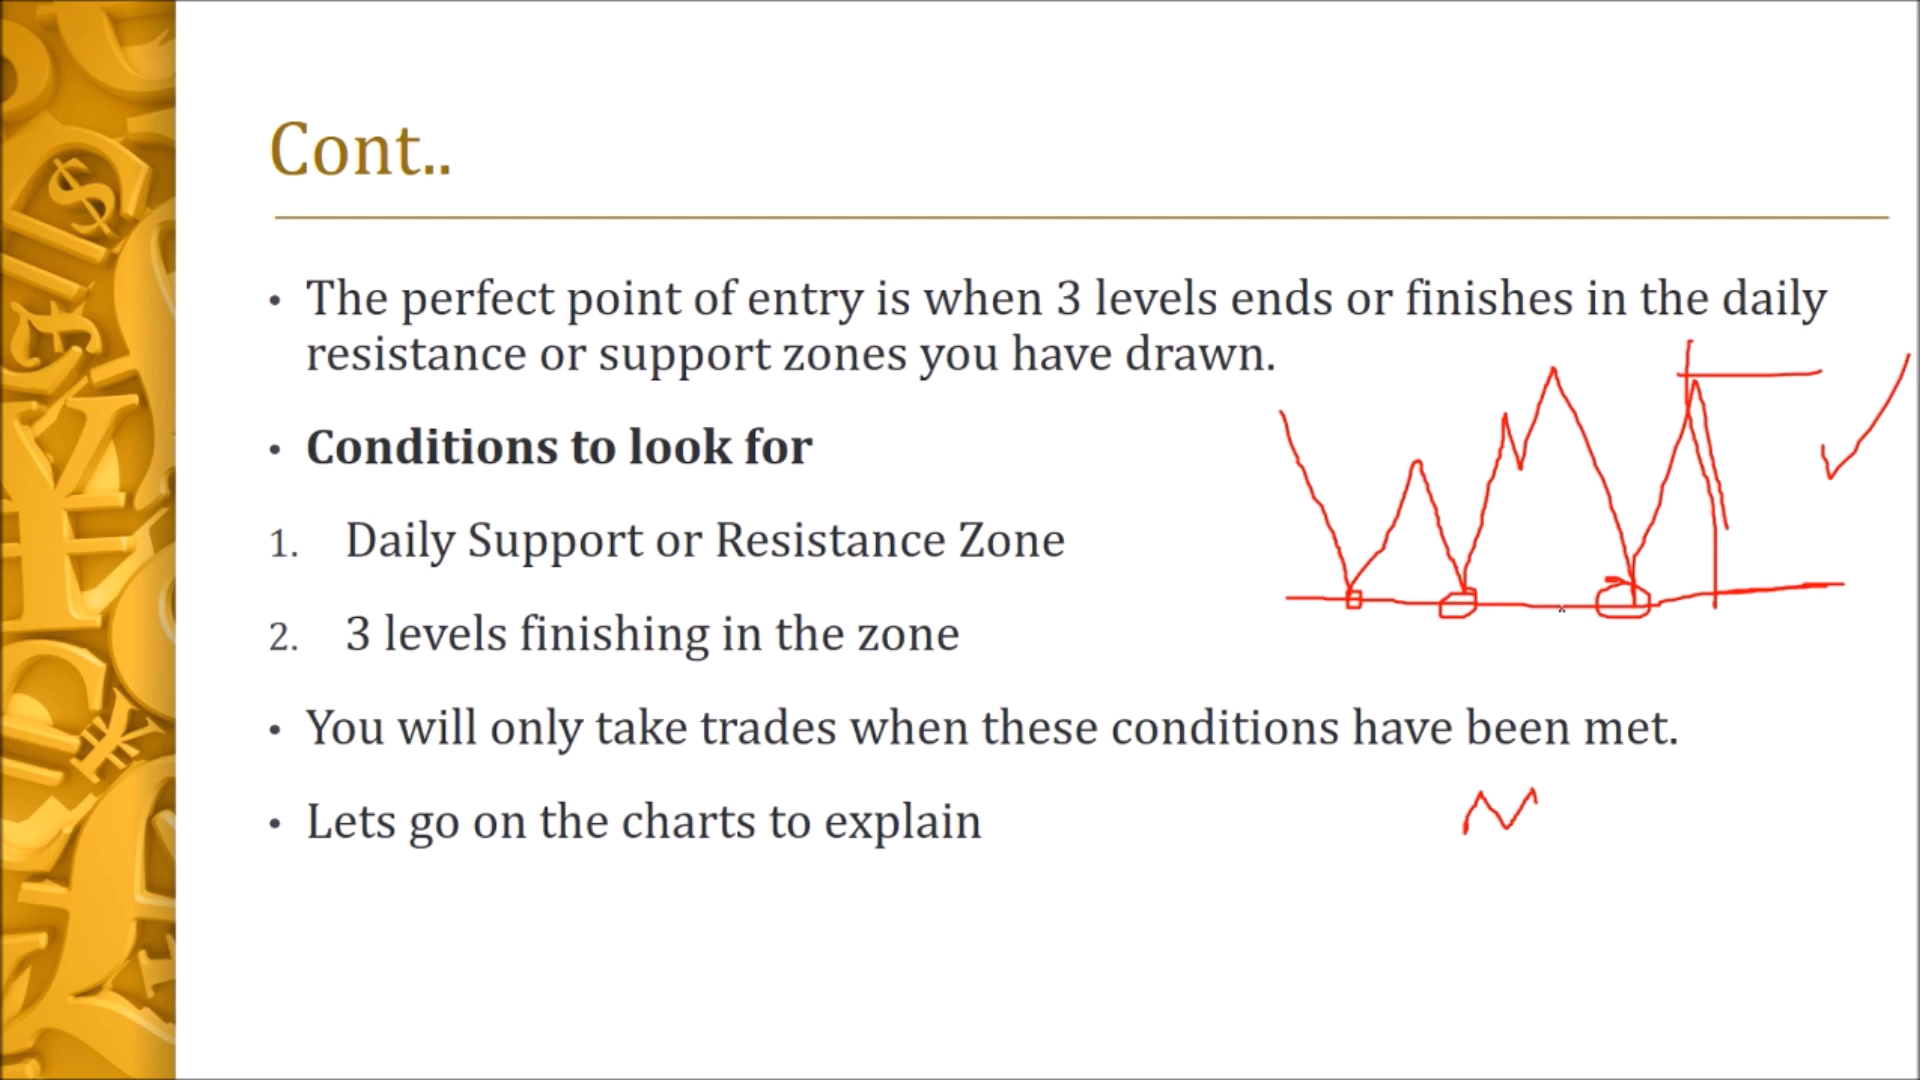 Cont..
• The perfect point of entry is when 3 levels ends or finishes in the daily
resistance or support zones you have drawn.
• Conditions to look for
1. Daily Support or Resistance Zone
2. 3 levels finishing in the zone
• You will only take trades when these conditions have been met.
• Lets go on the charts to explain